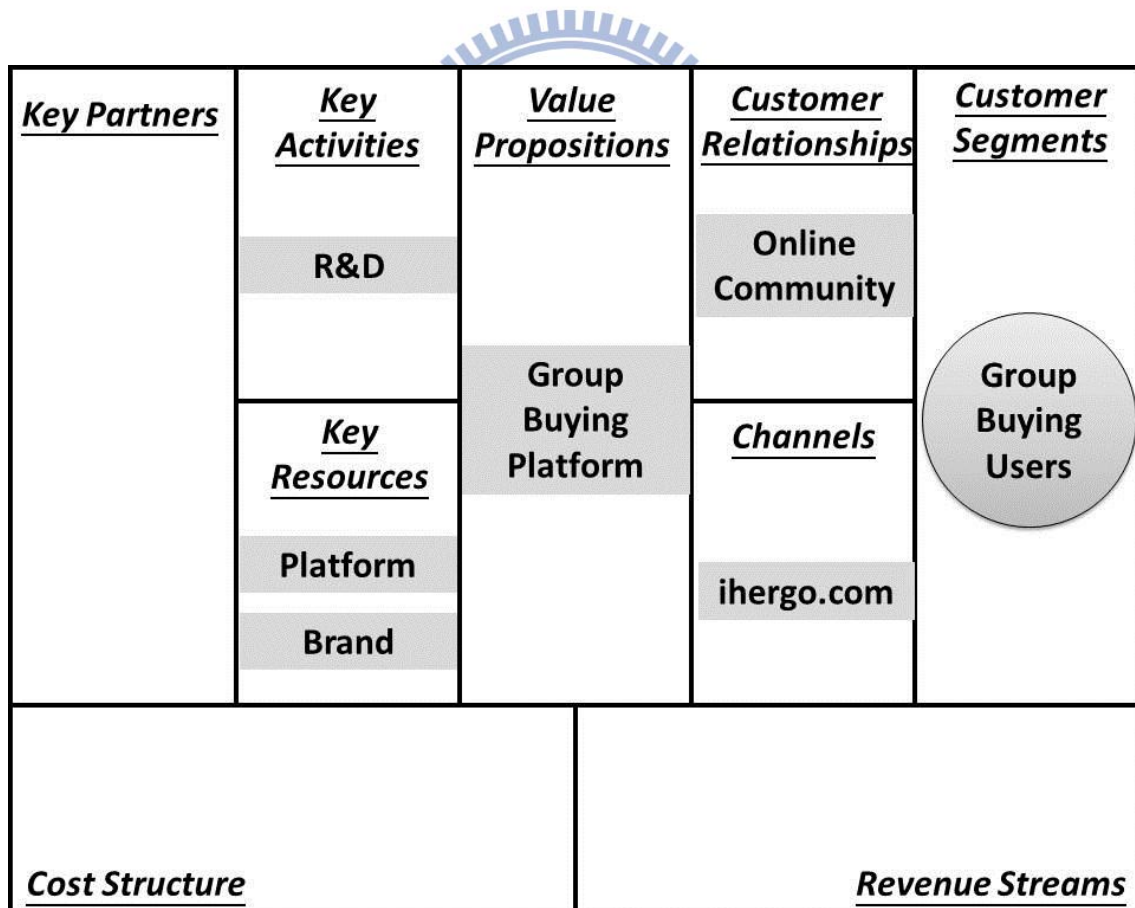 Key Partners
Key
Activities
R&D
Key
Resources
Platform
Brand
Value
Propositions
Group
Buying
Platform
Customer
Relationships
Online
Community
Channels
ihergo.com
Customer
Segments
Group
Buying
Users
Cost Structure
Revenue Streams